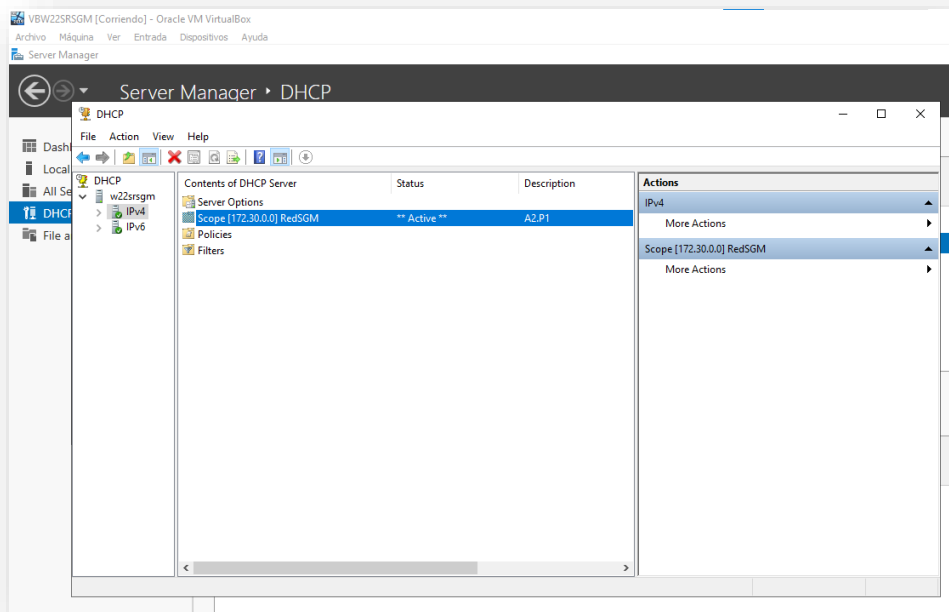 VBW22SRSGM [Corriendo] - Oracle VM VirtualBox
Archivo Máquina Ver Entrada Dispositivos Ayuda
Server Manager
Server Manager • DHCP
DHCP
File Action View Help
Dash
Local
All Se
DHCP
File a
DHCP
w22srsgm
IPv4
IPv6
Contents of DHCP Server Status Description
Server Options
Scope [172.30.0.0] RedSGM ** Active ** A2.P1
Policies
Filters
Actions
IPv4
More Actions
Scope [172.30.0.0] RedSGM
More Actions